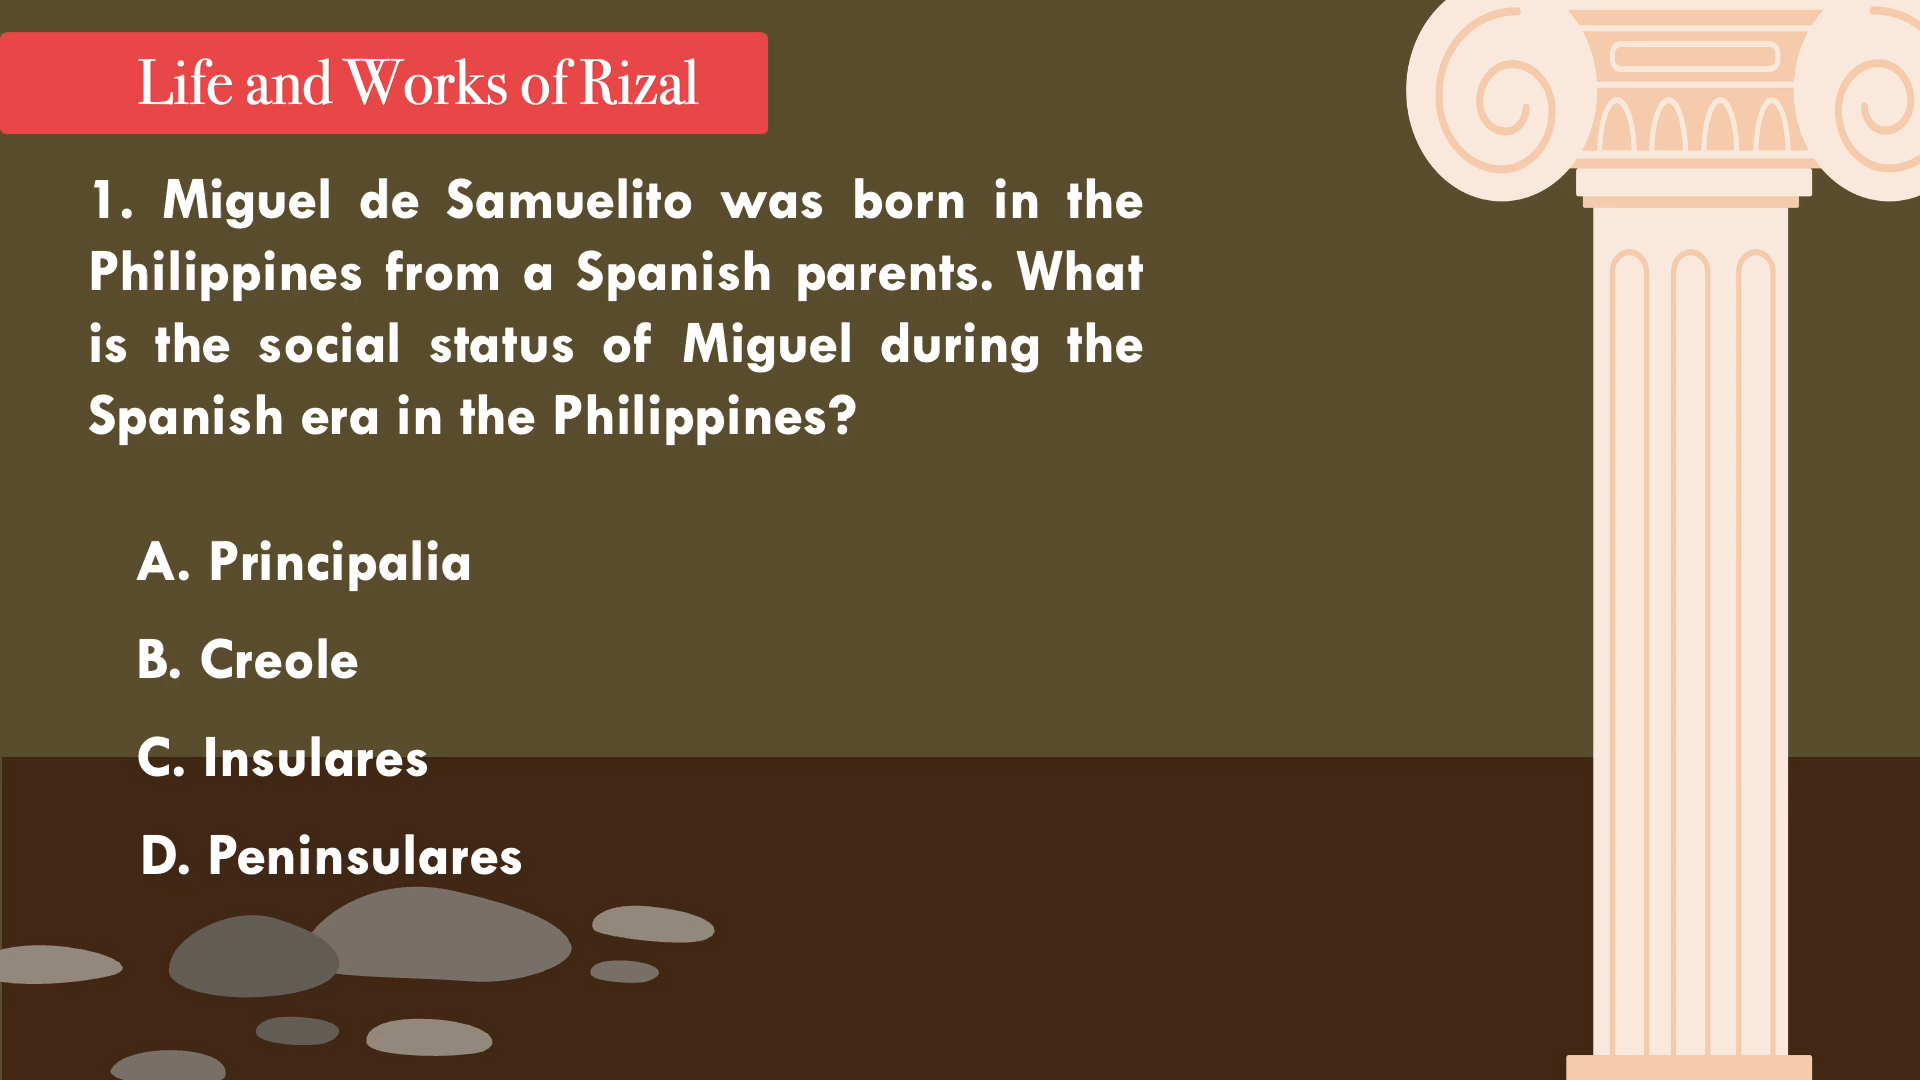 Life and Works of Rizal
1. Miguel de Samuelito was born in the
Philippines from a Spanish parents. What
is the social status of Miguel during the
Spanish era in the Philippines?
A. Principalia
B. Creole
C. Insulares
D. Peninsulares